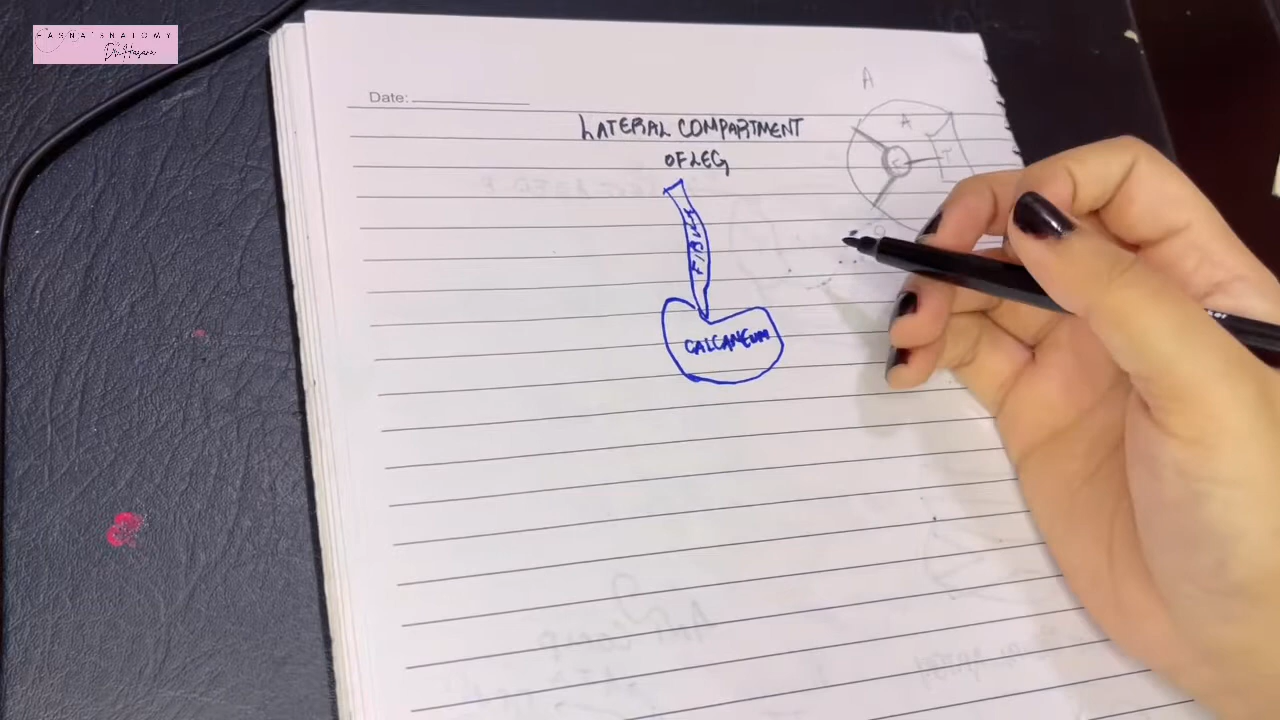 Date:
LATERAL COMPARTMENT
OF LEG
A
A
F
T
FIBULA
CALCANEUM